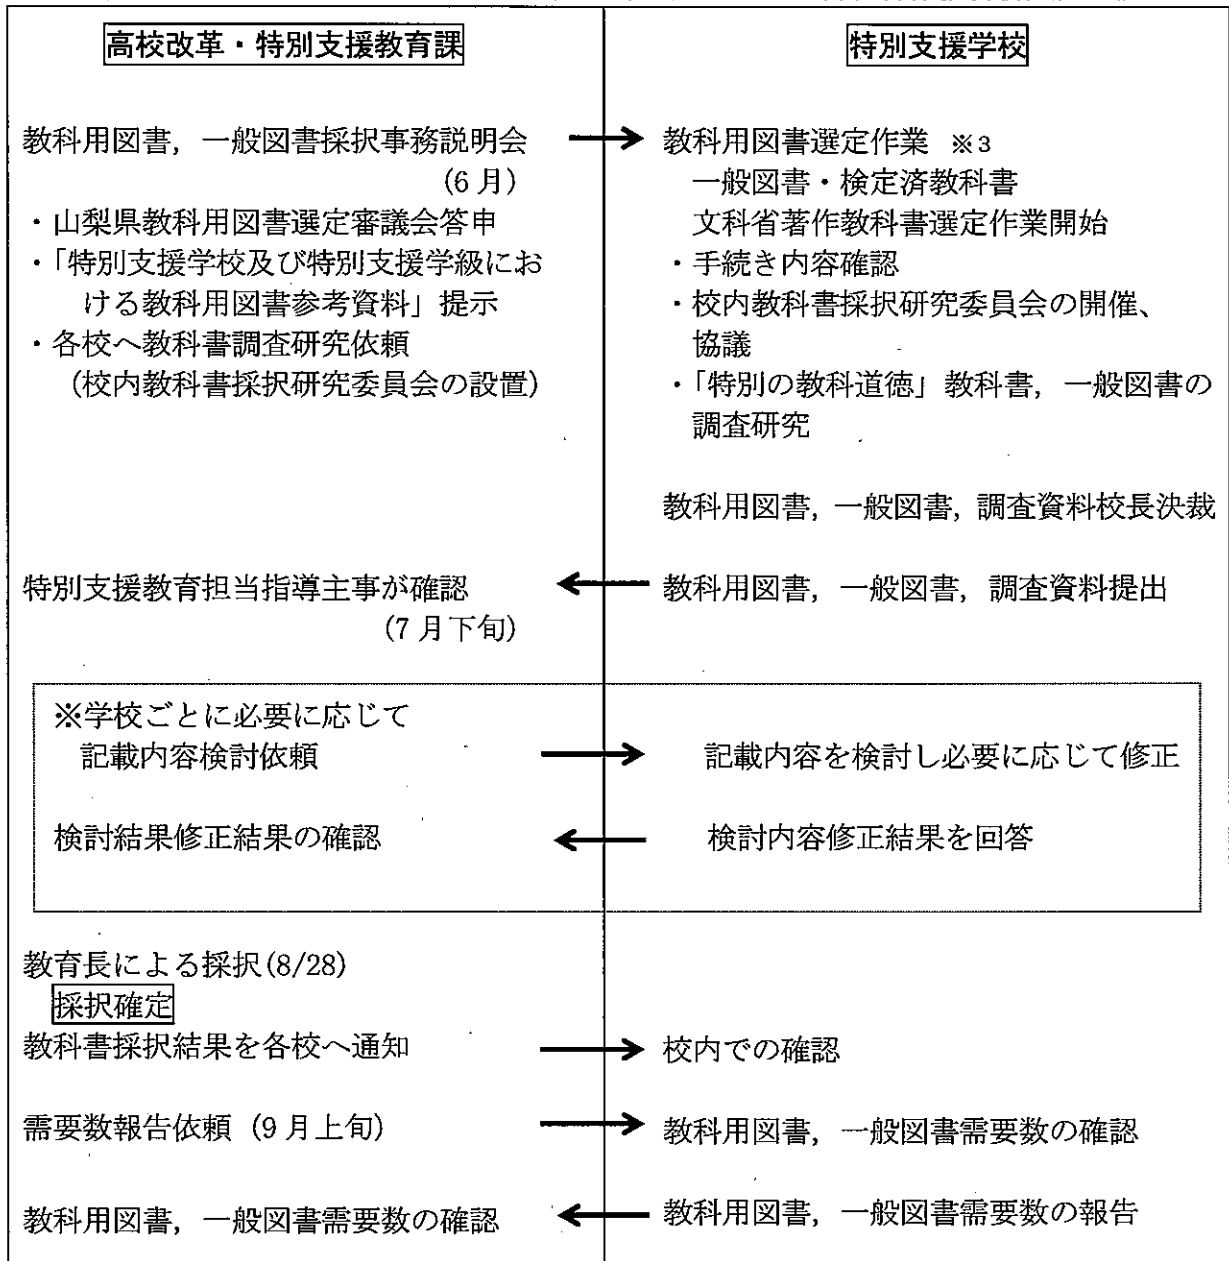 高校改革・特別支援教育課
特別支援学校
教科用図書,一般図書採択事務説明会
(6月)
・山梨県教科用図書選定審議会答申
・「特別支援学校及び特別支援学級にお
ける教科用図書参考資料」提示
・各校へ教科書調査研究依頼
(校内教科書採択研究委員会の設置)
→
教科用図書選定作業 ※3
一般図書・検定済教科書
文科省著作教科書選定作業開始
・手続き内容確認
・校内教科書採択研究委員会の開催、
協議
・「特別の教科道徳」教科書,一般図書の
調査研究
教科用図書,一般図書,調査資料校長決裁
特別支援教育担当指導主事が確認
(7月下旬)
←
教科用図書,一般図書,調査資料提出
※学校ごとに必要に応じて
記載内容検討依頼
→
記載内容を検討し必要に応じて修正
検討結果修正結果の確認
←
検討内容修正結果を回答
教育長による採択(8/28)
採択確定
教科書採択結果を各校へ通知
→
校内での確認
需要数報告依頼(9月上旬)
→
教科用図書,一般図書需要数の確認
教科用図書,一般図書需要数の確認
←
教科用図書,一般図書需要数の報告